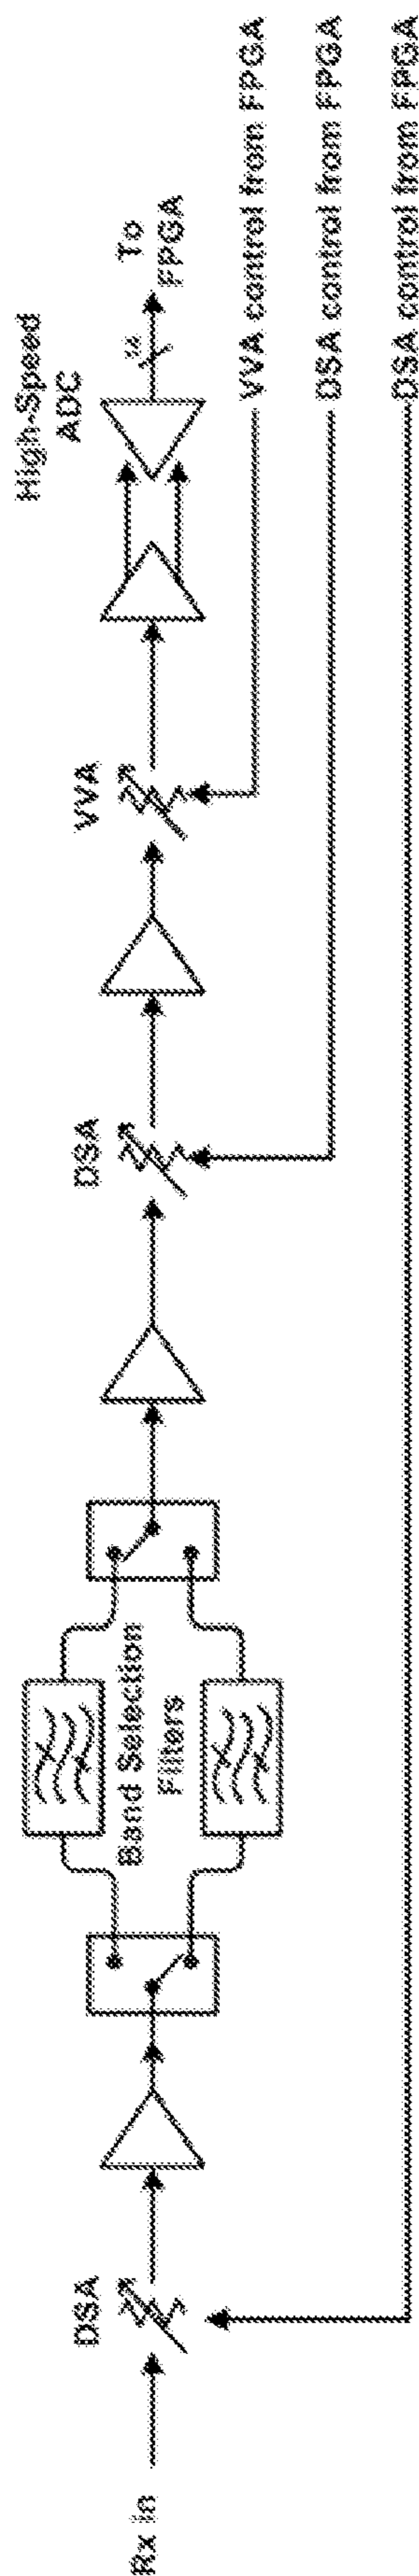 Rx in
DSA
Band Selection
Filters
DSA
VVA
High-Speed
ADC
To
FPGA
VVA control from FPGA
DSA control from FPGA
DSA control from FPGA